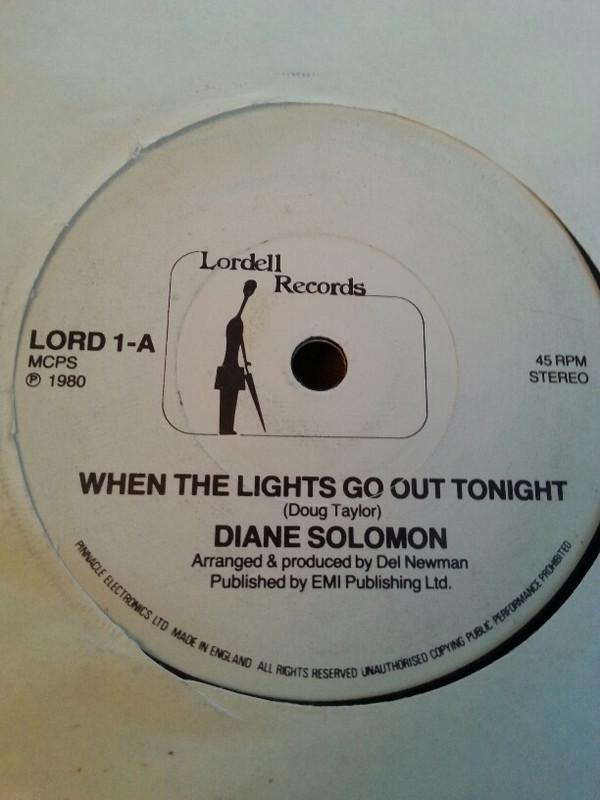 Lordell
Records
LORD 1-A
MCPS
Ⓟ 1980
45 RPM
STEREO
WHEN THE LIGHTS GO OUT TONIGHT
(Doug Taylor)
DIANE SOLOMON
Arranged & produced by Del Newman
Published by EMI Publishing Ltd.
PINNACLE ELECTRONICS LTD MADE IN ENGLAND ALL RIGHTS RESERVED UNAUTHORISED COPYING PUBLIC PERFORMANCE PROHIBITED